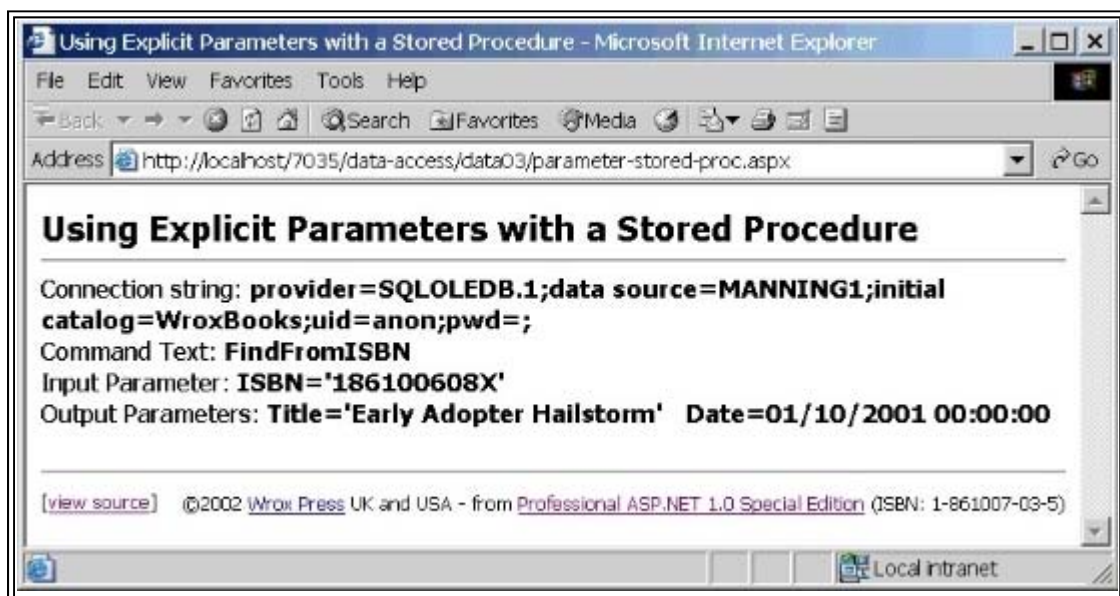 Using Explicit Parameters with a Stored Procedure - Microsoft Internet Explorer
File Edit View Favorites Tools Help
Back Search Favorites Media
Address http://localhost/7035/data-access/data03/parameter-stored-proc.aspx Go
Using Explicit Parameters with a Stored Procedure
Connection string: provider=SQLOLEDB.1;data source=MANNING1;initial
catalog=WroxBooks;uid=anon;pwd=;
Command Text: FindFromISBN
Input Parameter: ISBN='186100608X'
Output Parameters: Title='Early Adopter Hailstorm' Date=01/10/2001 00:00:00
[view source] ©2002 Wrox Press UK and USA - from Professional ASP.NET 1.0 Special Edition (ISBN: 1-861007-03-5)
Local intranet